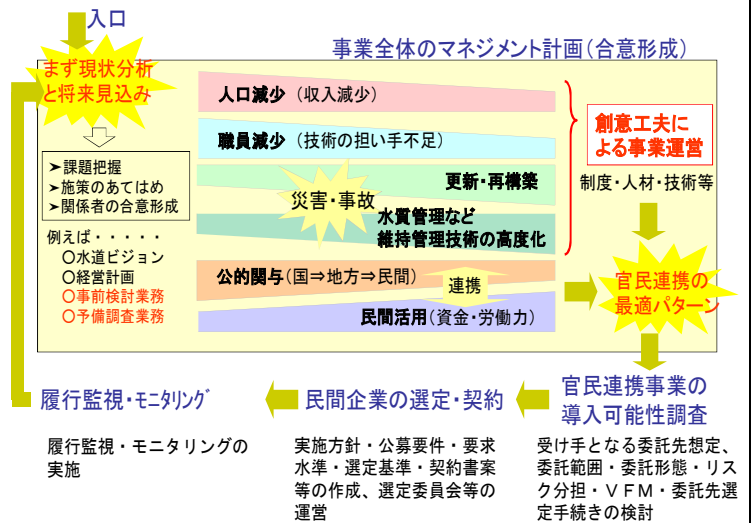 入口
事業全体のマネジメント計画(合意形成)
まず現状分析
と将来見込み
➤課題把握
➤施策のあてはめ
➤関係者の合意形成
例えば・・・・・
〇水道ビジョン
〇経営計画
〇事前検討業務
〇予備調査業務
人口減少(収入減少)
職員減少(技術の担い手不足)
更新・再構築
災害・事故
水質管理など
維持管理技術の高度化
公的関与(国⇒地方⇒民間)
連携
民間活用(資金・労働力)
創意工夫に
よる事業運営
制度・人材・技術等
官民連携の
最適パターン
官民連携事業の
導入可能性調査
受け手となる委託先想定、
委託範囲・委託形態・リス
ク分担・VFM・委託先選
定手続きの検討
民間企業の選定・契約
実施方針・公募要件・要求
水準・選定基準・契約書案
等の作成、選定委員会等の
運営
履行監視・モニタリング
履行監視・モニタリングの
実施